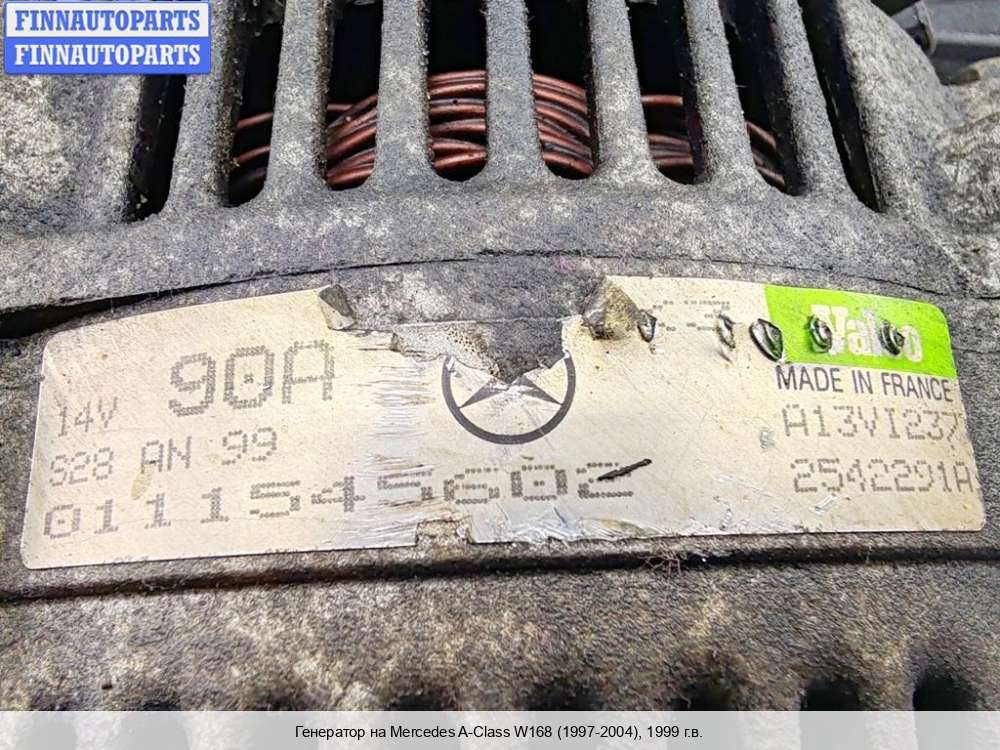 FINNAUTOPARTS
FINNAUTOPARTS
Valeo
MADE IN FRANCE
14V 90A
A13VI237
S28 AN 99
2542291A
0111545602
Генератор на Mercedes A-Class W168 (1997-2004), 1999 г.в.